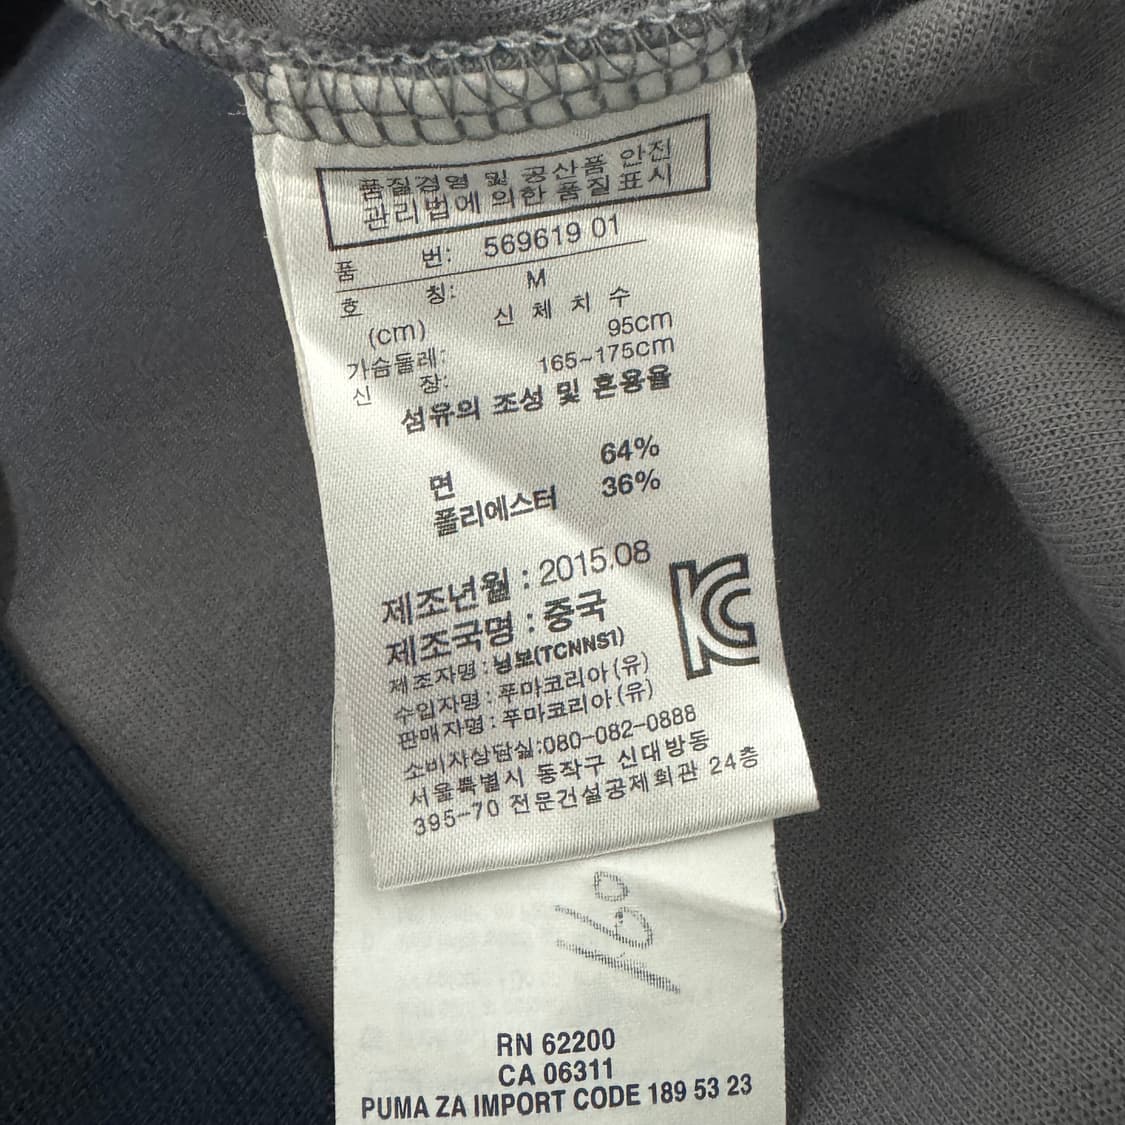 품질경영 및 공산품 안전
관리법에 의한 품질표시
품 번: 569619 01
호 칭: M
(cm) 신 체 치 수
가슴둘레: 95cm
신 장: 165~175cm
섬유의 조성 및 혼용율
면 64%
폴리에스터 36%
제조년월 : 2015.08
제조국명 : 중국
제조자명 : 닝보(TCNNS1)
수입자명 : 푸마코리아(유)
판매자명 : 푸마코리아(유)
소비자상담실:080-082-0888
서울특별시 동작구 신대방동
395-70 전문건설공제회관 24층
KC
160
RN 62200
CA 06311
PUMA ZA IMPORT CODE 189 53 23